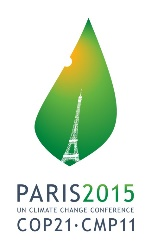 PARIS2015
UN CLIMATE CHANGE CONFERENCE
COP21·CMP11